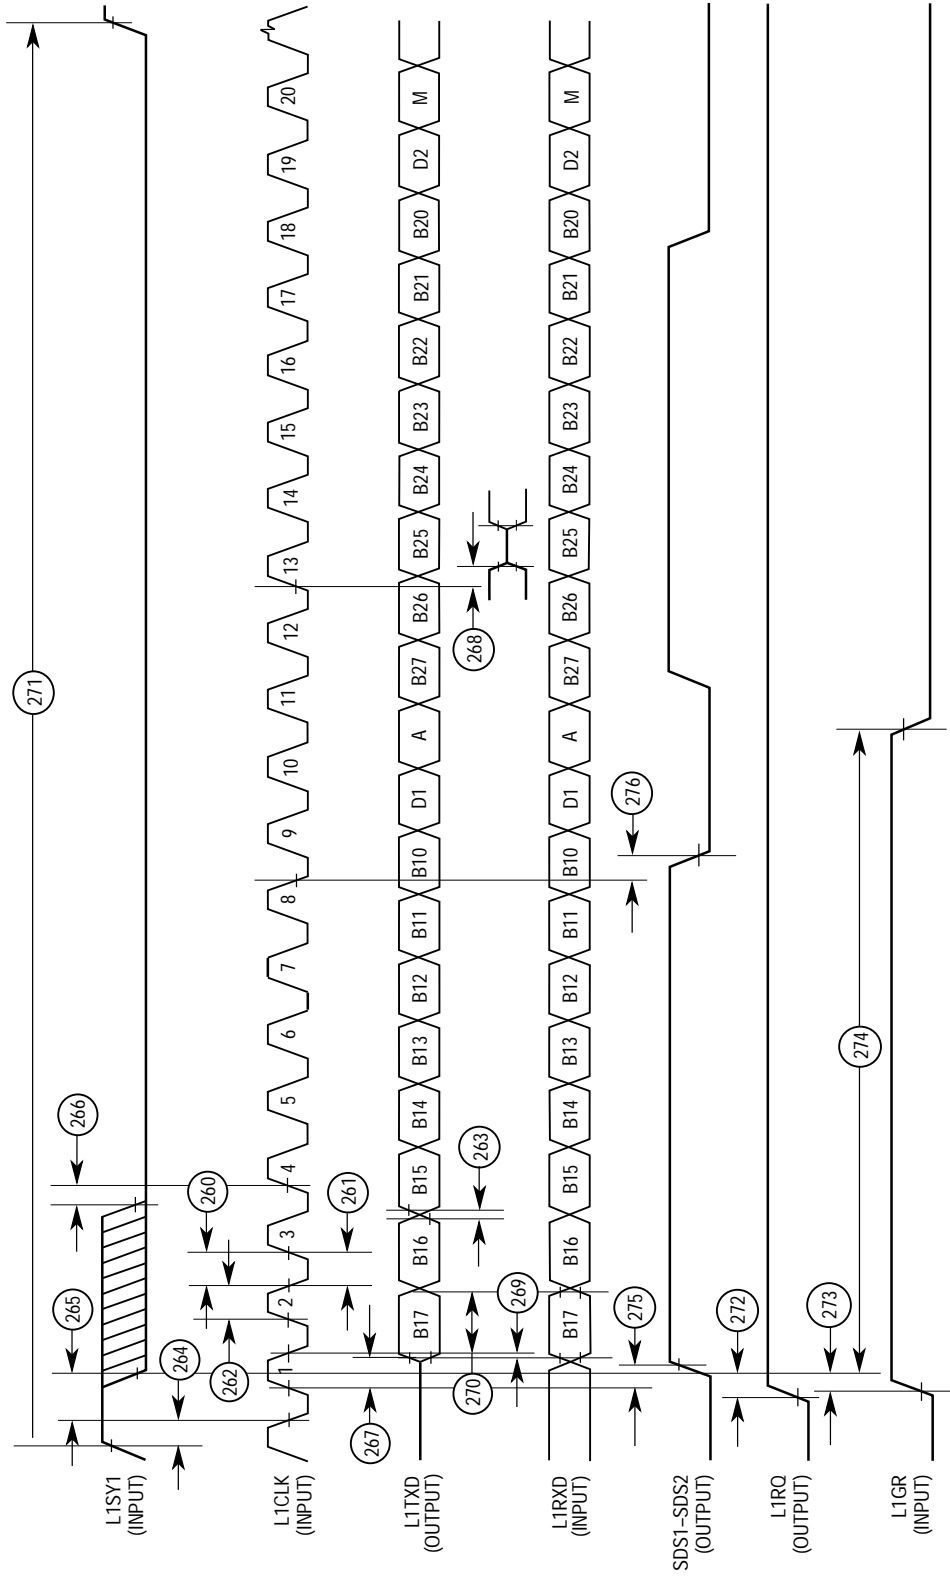 271
265
266
264
L1SY1
(INPUT)
260
262
L1CLK
(INPUT)
1 2 3 4 5 6 7 8 9 10 11 12 13 14 15 16 17 18 19 20
261
267
L1TXD
(OUTPUT)
B17 B16 B15 B14 B13 B12 B11 B10 D1 A B27 B26 B25 B24 B23 B22 B21 B20 D2 M
270
268
263
269
L1RXD
(INPUT)
B17 B16 B15 B14 B13 B12 B11 B10 D1 A B27 B26 B25 B24 B23 B22 B21 B20 D2 M
275
276
SDS1–SDS2
(OUTPUT)
272
L1RQ
(OUTPUT)
273
274
L1GR
(INPUT)